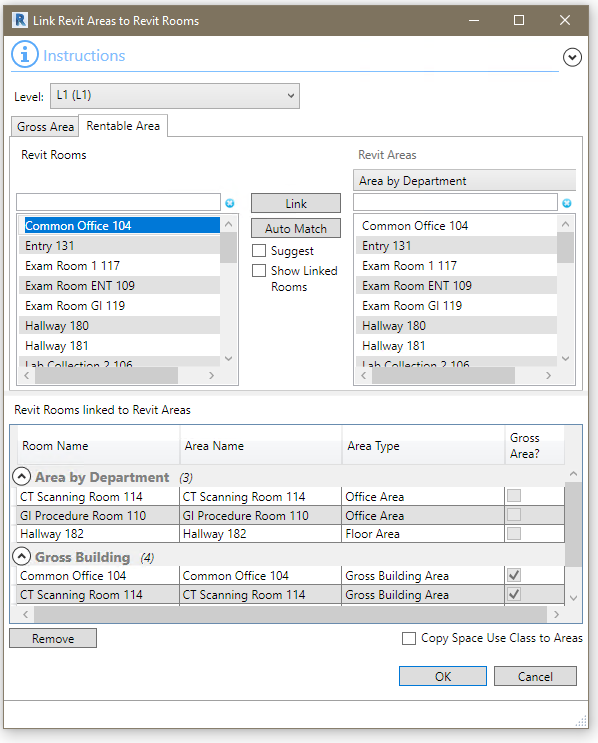 R Link Revit Areas to Revit Rooms
i Instructions
Level: L1 (L1)
Gross Area Rentable Area
Revit Rooms Revit Areas
Area by Department
Link
Auto Match
Suggest
Show Linked
Rooms
Common Office 104
Entry 131
Exam Room 1 117
Exam Room ENT 109
Exam Room GI 119
Hallway 180
Hallway 181
Lab Collection 2 106
Common Office 104
Entry 131
Exam Room 1 117
Exam Room ENT 109
Exam Room GI 119
Hallway 180
Hallway 181
Lab Collection 2 106
Revit Rooms linked to Revit Areas
Room Name Area Name Area Type Gross
Area?
Area by Department (3)
CT Scanning Room 114 CT Scanning Room 114 Office Area
GI Procedure Room 110 GI Procedure Room 110 Office Area
Hallway 182 Hallway 182 Floor Area
Gross Building (4)
Common Office 104 Common Office 104 Gross Building Area
CT Scanning Room 114 CT Scanning Room 114 Gross Building Area
Remove Copy Space Use Class to Areas
OK Cancel